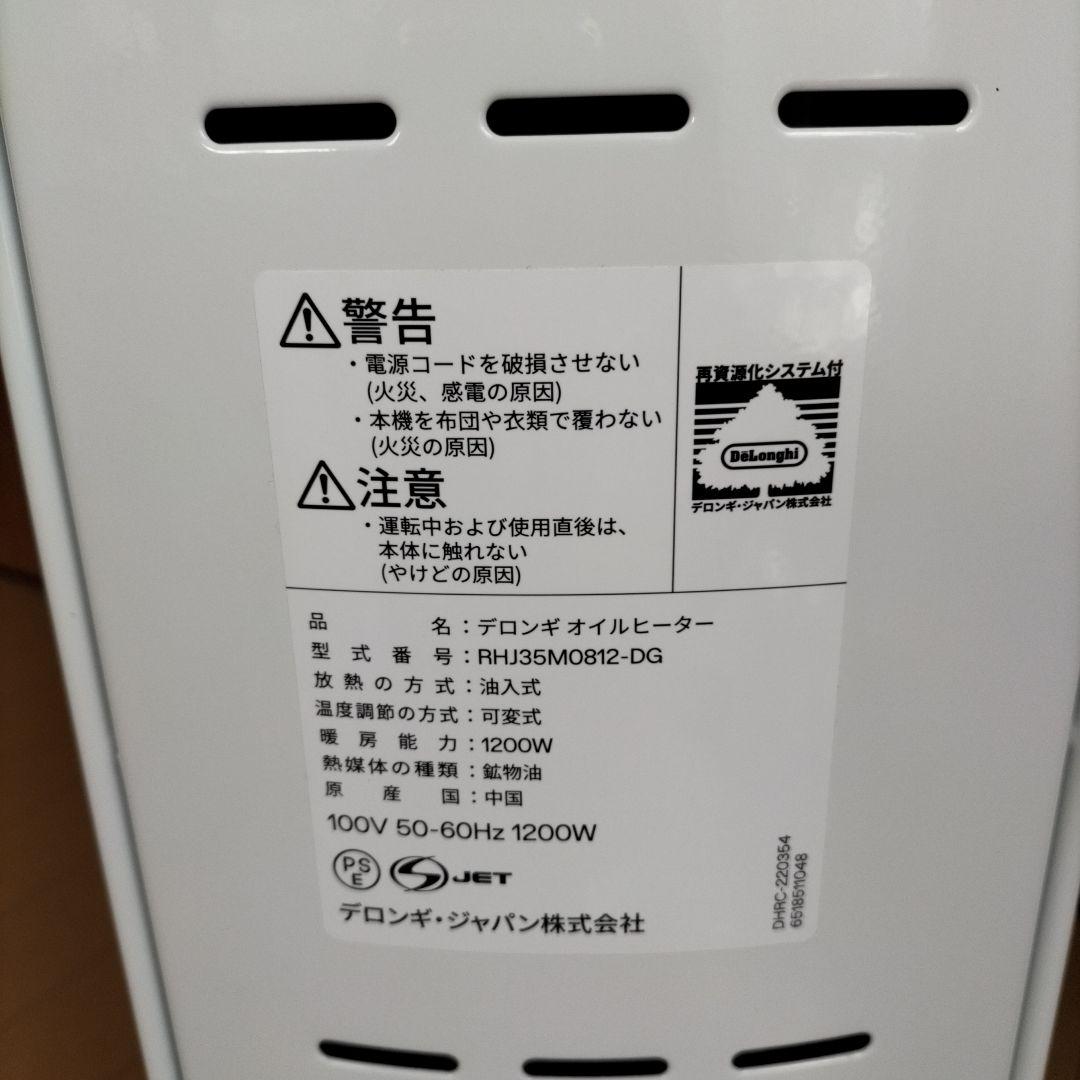 警告
・電源コードを破損させない
(火災、感電の原因)
・本機を布団や衣類で覆わない
(火災の原因)
注意
・運転中および使用直後は、
本体に触れない
(やけどの原因)
再資源化システム付
DeLonghi
デロンギ・ジャパン株式会社
品名：デロンギ オイルヒーター
型式番号：RHJ35M0812-DG
放熱の方式：油入式
温度調節の方式：可変式
暖房能力：1200W
熱媒体の種類：鉱物油
原産国：中国
100V 50-60Hz 1200W
PSE
JET
デロンギ・ジャパン株式会社
DHRC-220354
6518511048